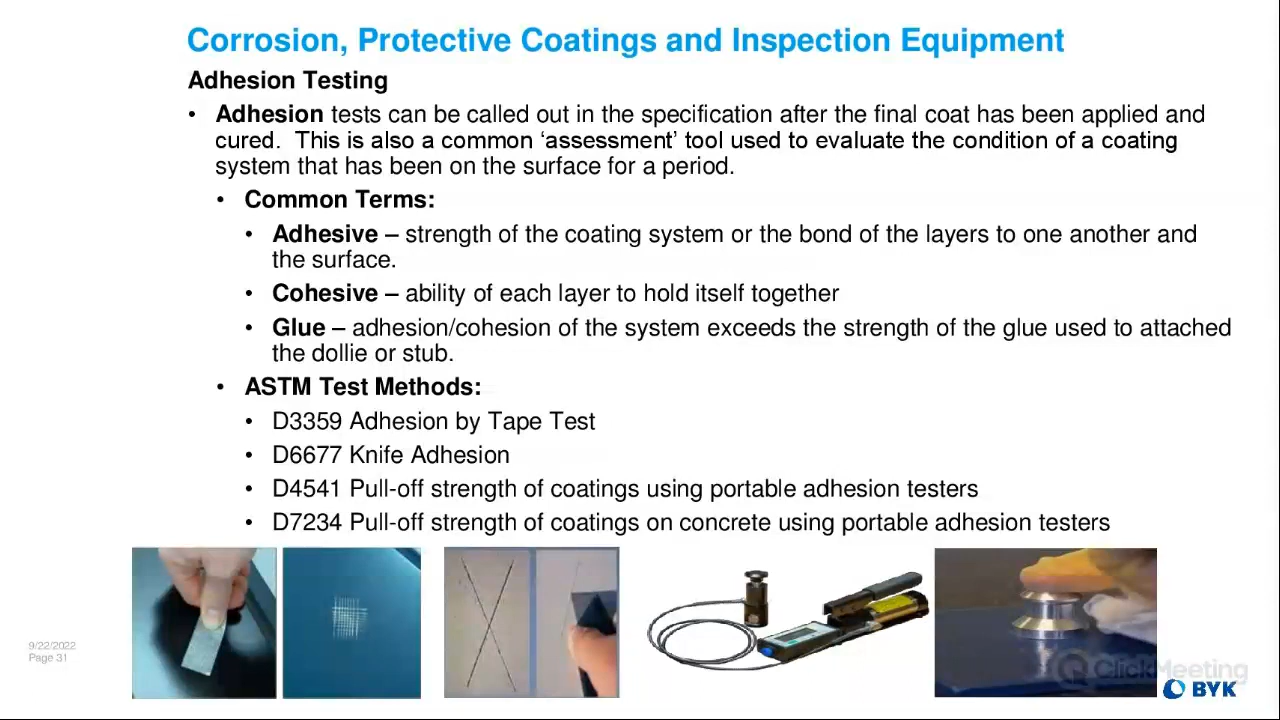 Corrosion, Protective Coatings and Inspection Equipment
Adhesion Testing
• Adhesion tests can be called out in the specification after the final coat has been applied and
cured. This is also a common ‘assessment’ tool used to evaluate the condition of a coating
system that has been on the surface for a period.
• Common Terms:
• Adhesive – strength of the coating system or the bond of the layers to one another and
the surface.
• Cohesive – ability of each layer to hold itself together
• Glue – adhesion/cohesion of the system exceeds the strength of the glue used to attached
the dollie or stub.
• ASTM Test Methods:
• D3359 Adhesion by Tape Test
• D6677 Knife Adhesion
• D4541 Pull-off strength of coatings using portable adhesion testers
• D7234 Pull-off strength of coatings on concrete using portable adhesion testers
9/22/2022
Page 31
ClickMeeting
BYK